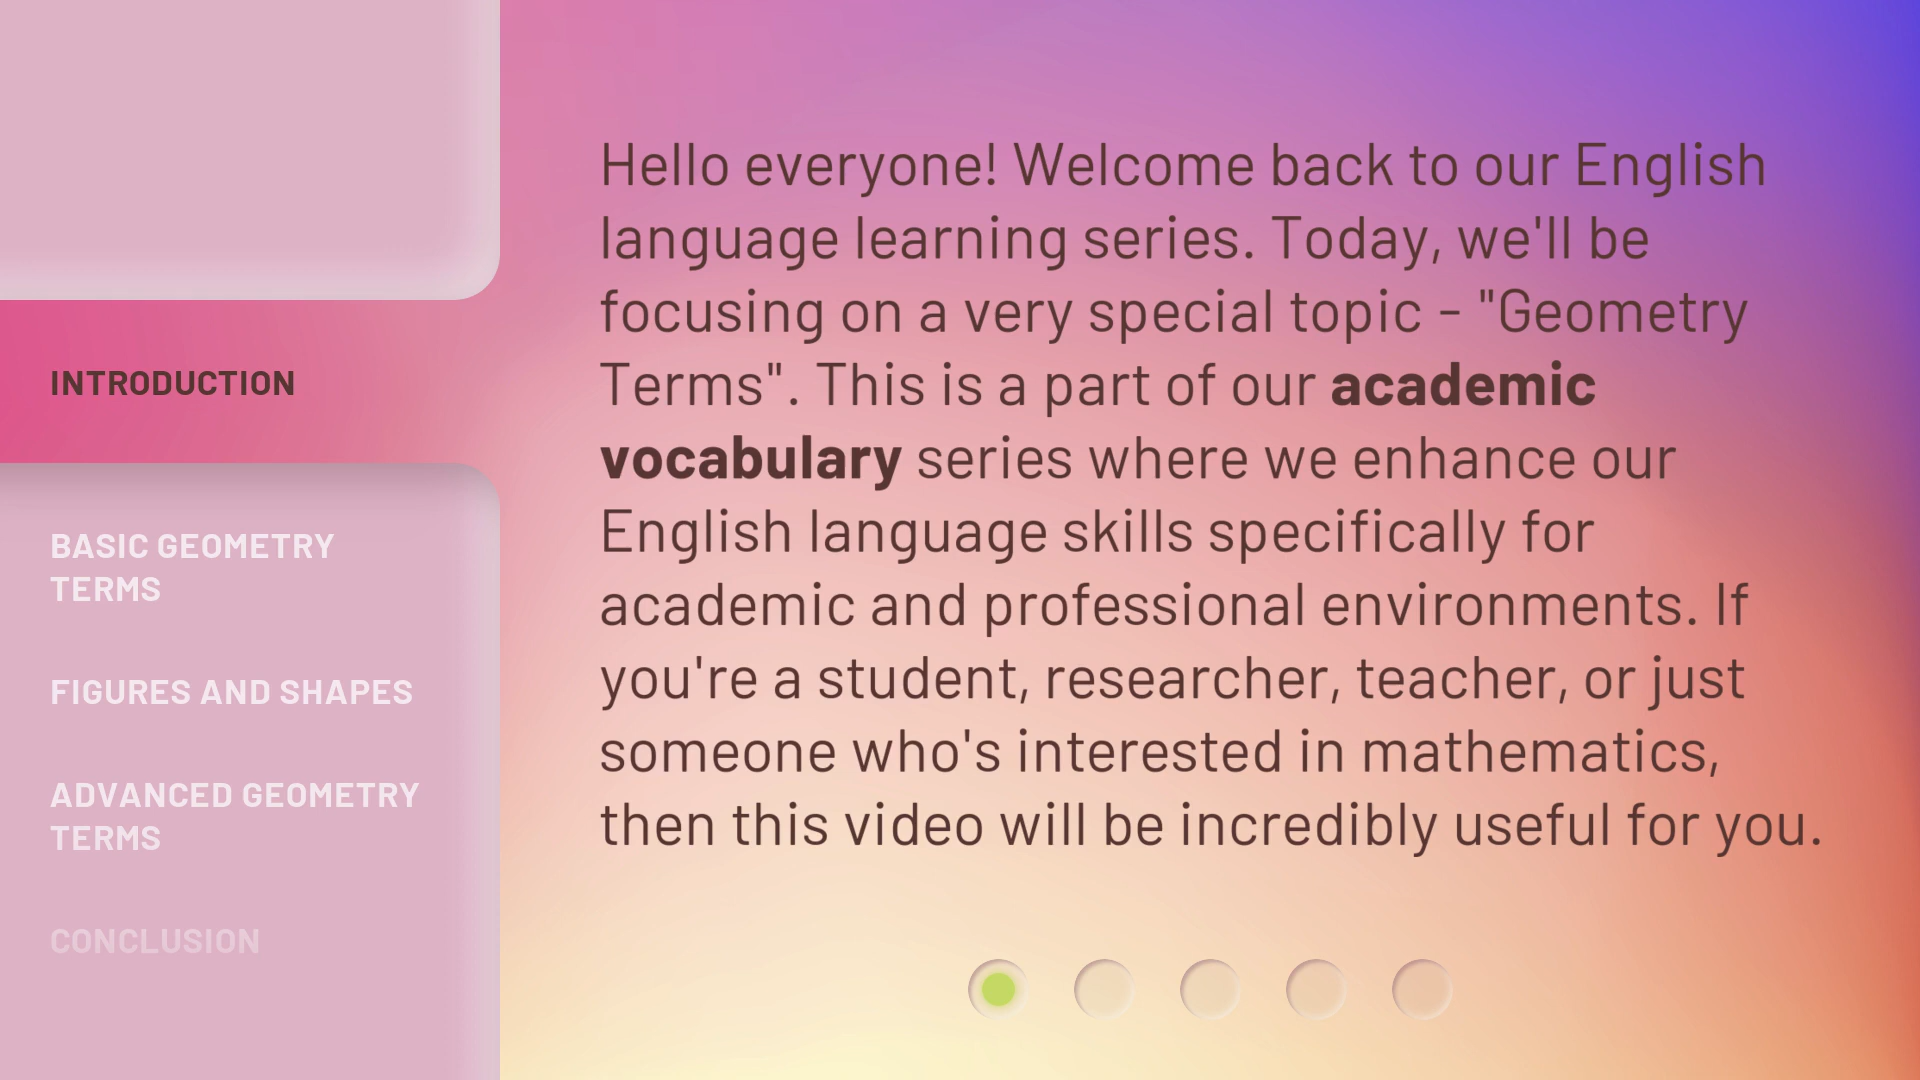 INTRODUCTION
BASIC GEOMETRY
TERMS
FIGURES AND SHAPES
ADVANCED GEOMETRY
TERMS
CONCLUSION
Hello everyone! Welcome back to our English
language learning series. Today, we'll be
focusing on a very special topic - "Geometry
Terms". This is a part of our academic
vocabulary series where we enhance our
English language skills specifically for
academic and professional environments. If
you're a student, researcher, teacher, or just
someone who's interested in mathematics,
then this video will be incredibly useful for you.